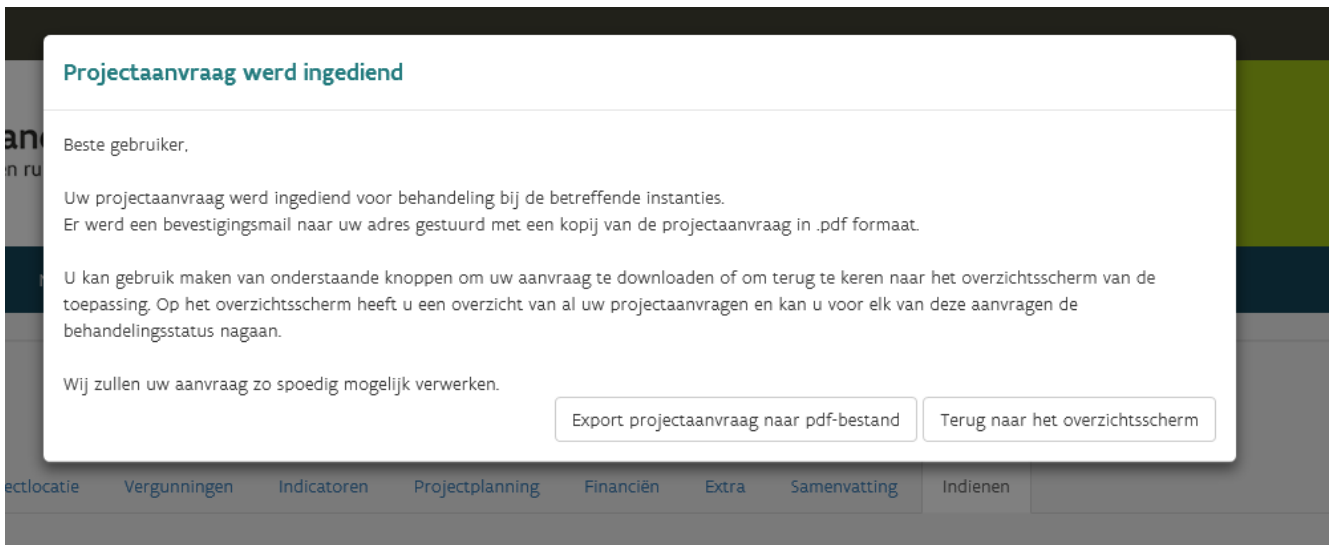 Projectaanvraag werd ingediend
Beste gebruiker,
Uw projectaanvraag werd ingediend voor behandeling bij de betreffende instanties.
Er werd een bevestigingsmail naar uw adres gestuurd met een kopij van de projectaanvraag in .pdf formaat.
U kan gebruik maken van onderstaande knoppen om uw aanvraag te downloaden of om terug te keren naar het overzichtsscherm van de
toepassing. Op het overzichtsscherm heeft u een overzicht van al uw projectaanvragen en kan u voor elk van deze aanvragen de
behandelingsstatus nagaan.
Wij zullen uw aanvraag zo spoedig mogelijk verwerken.
Export projectaanvraag naar pdf-bestand Terug naar het overzichtsscherm
ectlocatie Vergunningen Indicatoren Projectplanning Financiën Extra Samenvatting Indienen